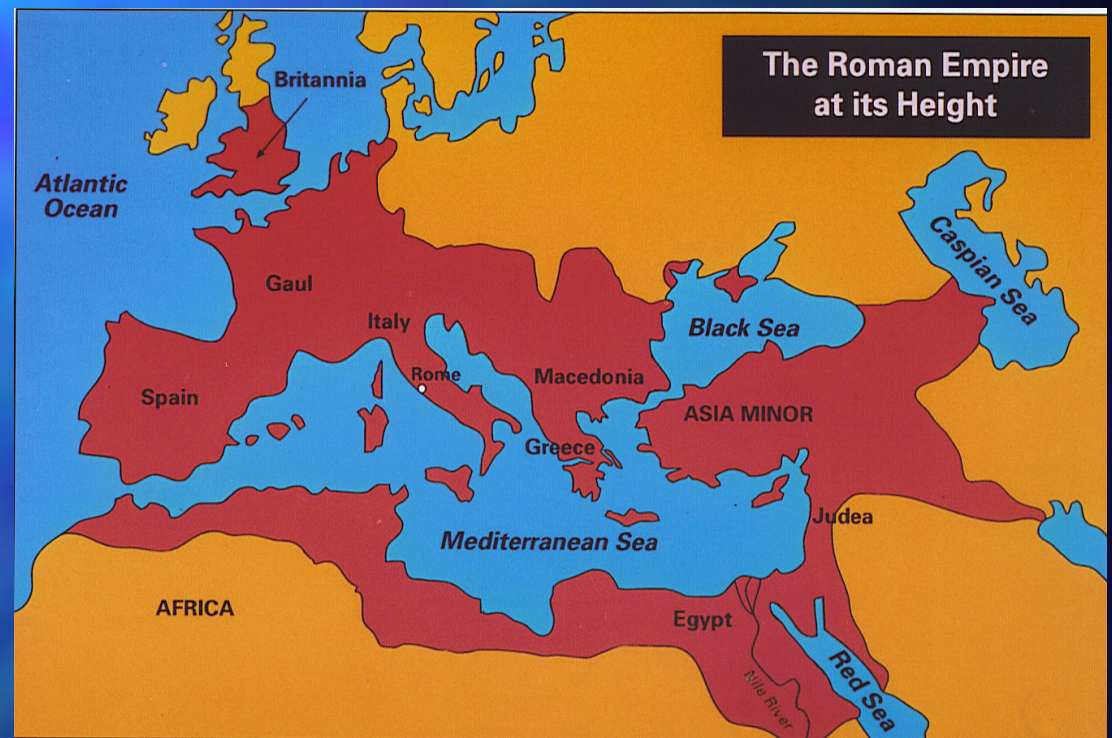 The Roman Empire
at its Height
Britannia
Atlantic
Ocean
Caspian Sea
Gaul
Italy
Black Sea
Rome
Macedonia
Spain
ASIA MINOR
Greece
Judea
Mediterranean Sea
AFRICA
Egypt
Nile River
Red Sea